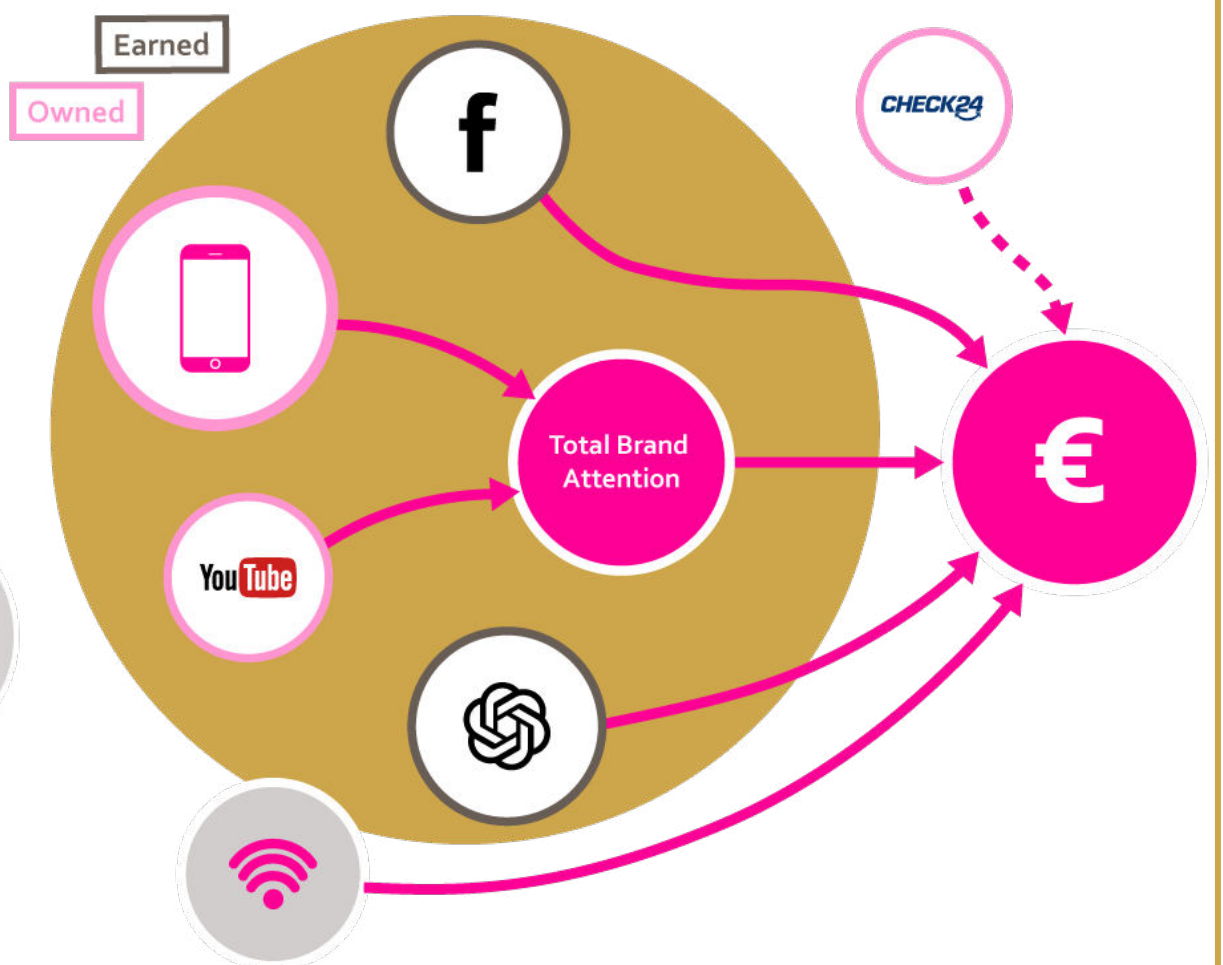 Earned
Owned
f
CHECK24
Total Brand
Attention
€
YouTube